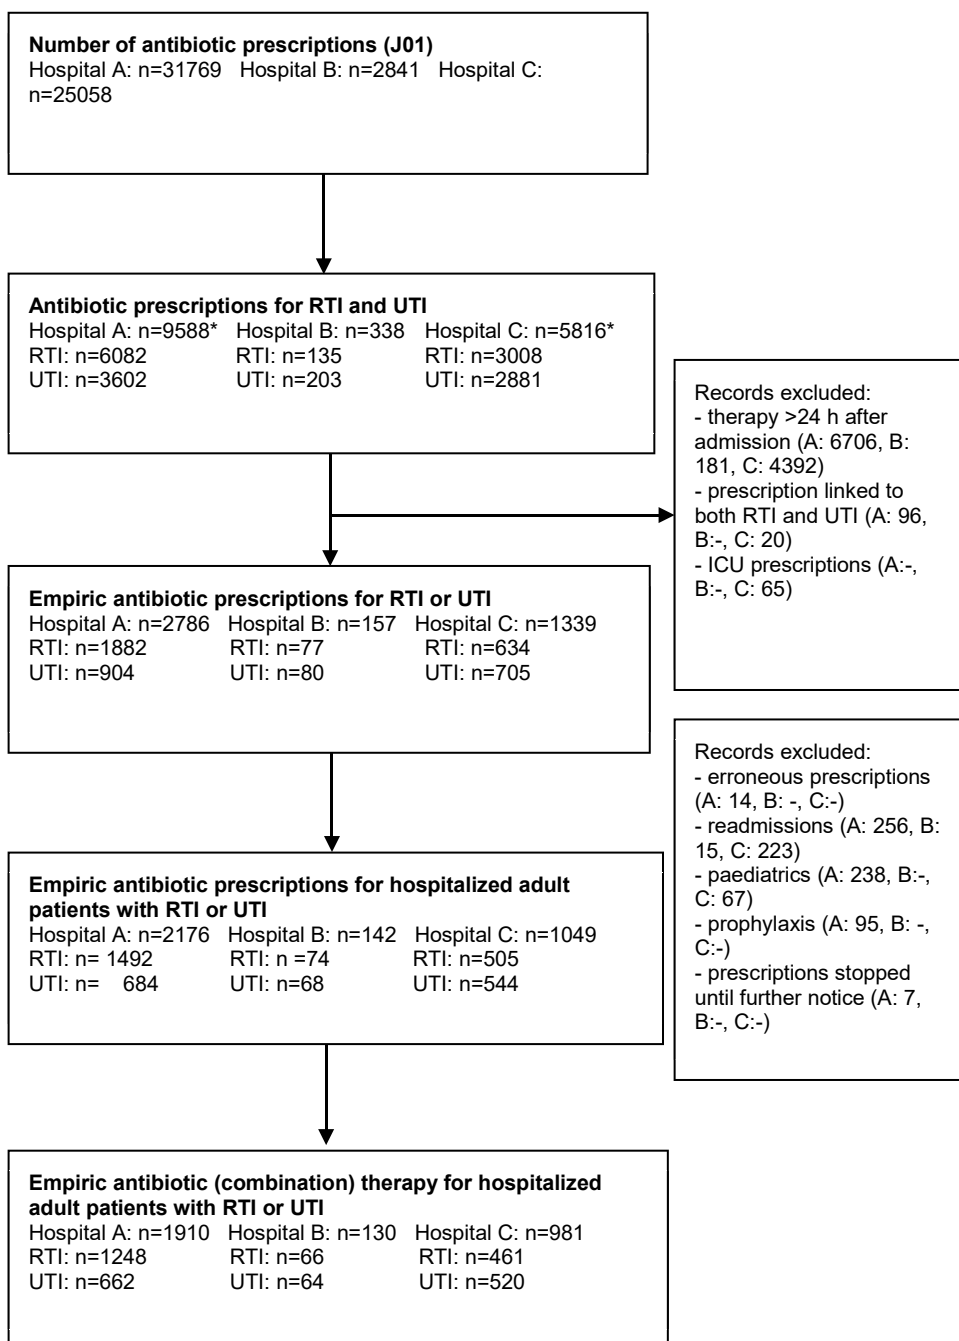 Number of antibiotic prescriptions (J01)
Hospital A: n=31769 Hospital B: n=2841 Hospital C:
n=25058
Antibiotic prescriptions for RTI and UTI
Hospital A: n=9588* Hospital B: n=338 Hospital C: n=5816*
RTI: n=6082 RTI: n=135 RTI: n=3008
UTI: n=3602 UTI: n=203 UTI: n=2881
Records excluded:
- therapy >24 h after
admission (A: 6706, B:
181, C: 4392)
- prescription linked to
both RTI and UTI (A: 96,
B:-, C: 20)
- ICU prescriptions (A:-,
B:-, C: 65)
Empiric antibiotic prescriptions for RTI or UTI
Hospital A: n=2786 Hospital B: n=157 Hospital C: n=1339
RTI: n=1882 RTI: n=77 RTI: n=634
UTI: n=904 UTI: n=80 UTI: n=705
Records excluded:
- erroneous prescriptions
(A: 14, B: -, C:-)
- readmissions (A: 256, B:
15, C: 223)
- paediatrics (A: 238, B:-,
C: 67)
- prophylaxis (A: 95, B: -,
C:-)
- prescriptions stopped
until further notice (A: 7,
B:-, C:-)
Empiric antibiotic prescriptions for hospitalized adult
patients with RTI or UTI
Hospital A: n=2176 Hospital B: n=142 Hospital C: n=1049
RTI: n= 1492 RTI: n =74 RTI: n=505
UTI: n= 684 UTI: n=68 UTI: n=544
Empiric antibiotic (combination) therapy for hospitalized
adult patients with RTI or UTI
Hospital A: n=1910 Hospital B: n=130 Hospital C: n=981
RTI: n=1248 RTI: n=66 RTI: n=461
UTI: n=662 UTI: n=64 UTI: n=520